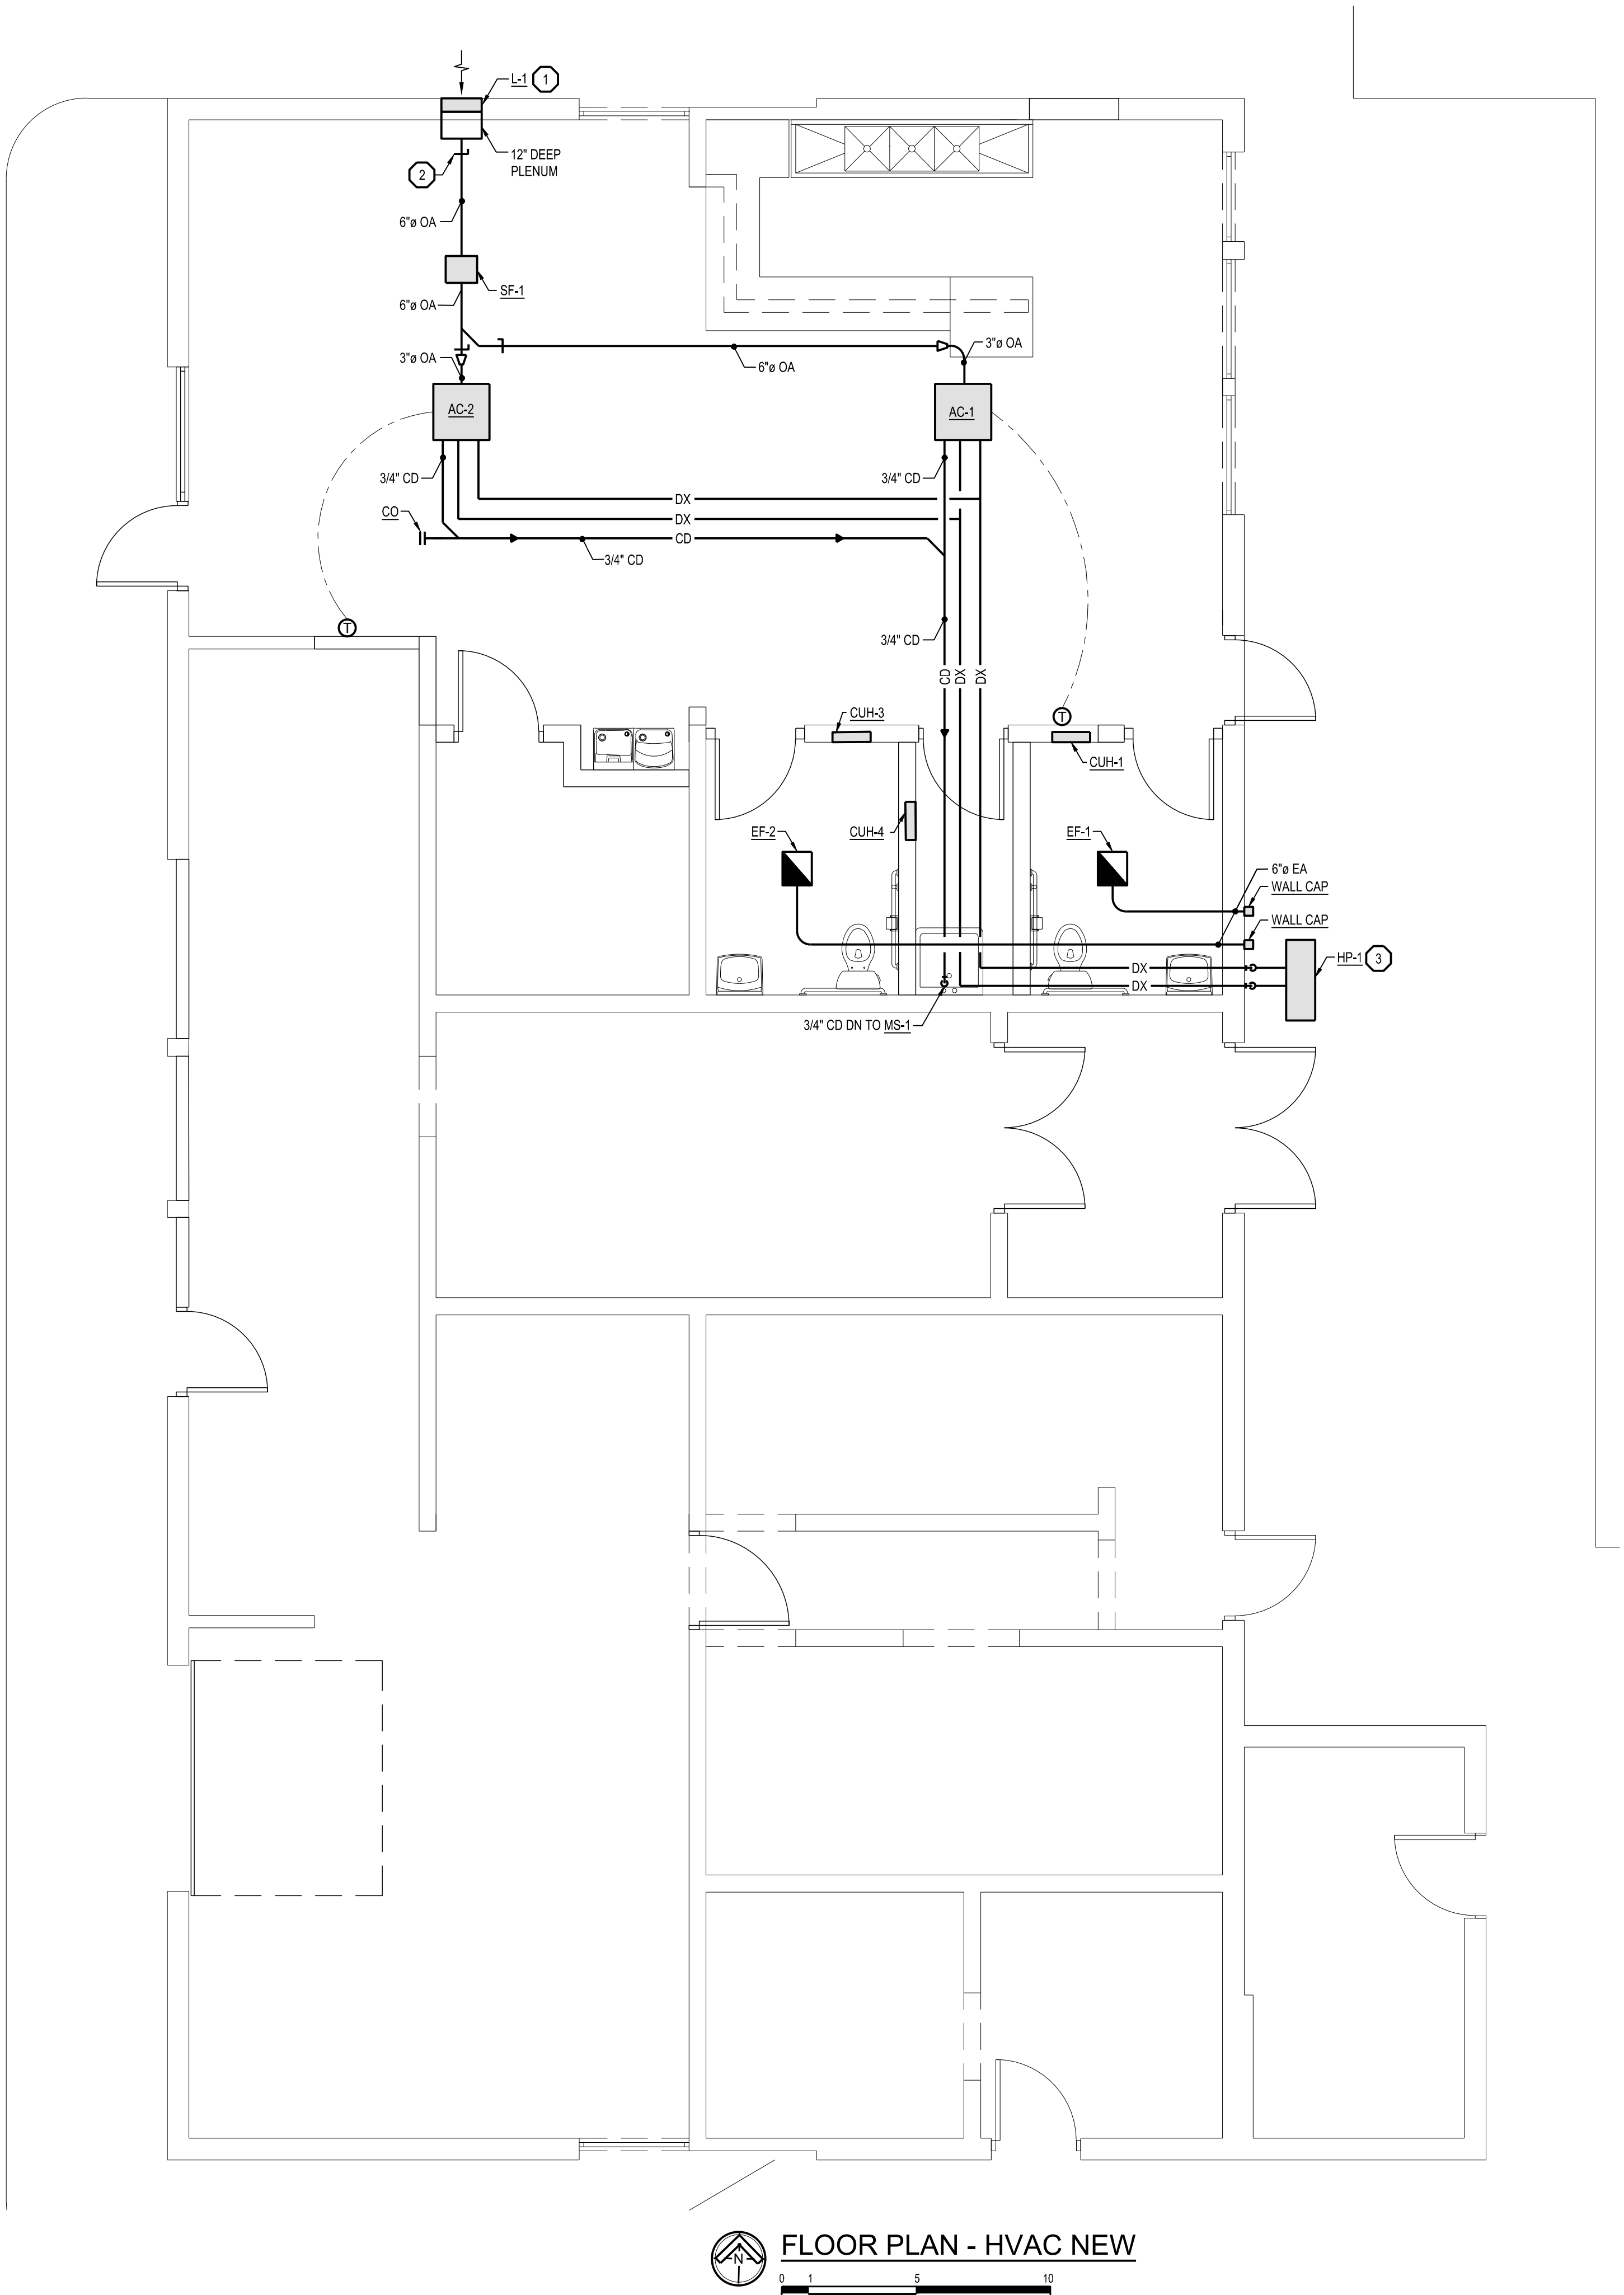 L-1 1
12" DEEP
PLENUM
2
6"ø OA
SF-1
6"ø OA
3"ø OA
3"ø OA
6"ø OA
AC-2
AC-1
3/4" CD
3/4" CD
DX
CO
DX
CD
3/4" CD
T
3/4" CD
CD
DX
DX
CUH-3
T
CUH-1
EF-2
CUH-4
EF-1
6"ø EA
WALL CAP
WALL CAP
HP-1 3
DX
DX
3/4" CD DN TO MS-1
N
FLOOR PLAN - HVAC NEW
0 1 5 10